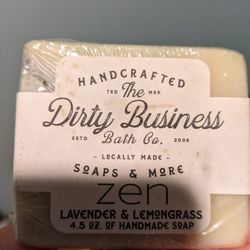 HANDCRAFTED
TRD The MRK
Dirty Business
ESTD Bath Co. 2008
- LOCALLY MADE -
SOAPS & MORE
zen
LAVENDER & LEMONGRASS
4.5 OZ. OF HANDMADE SOAP